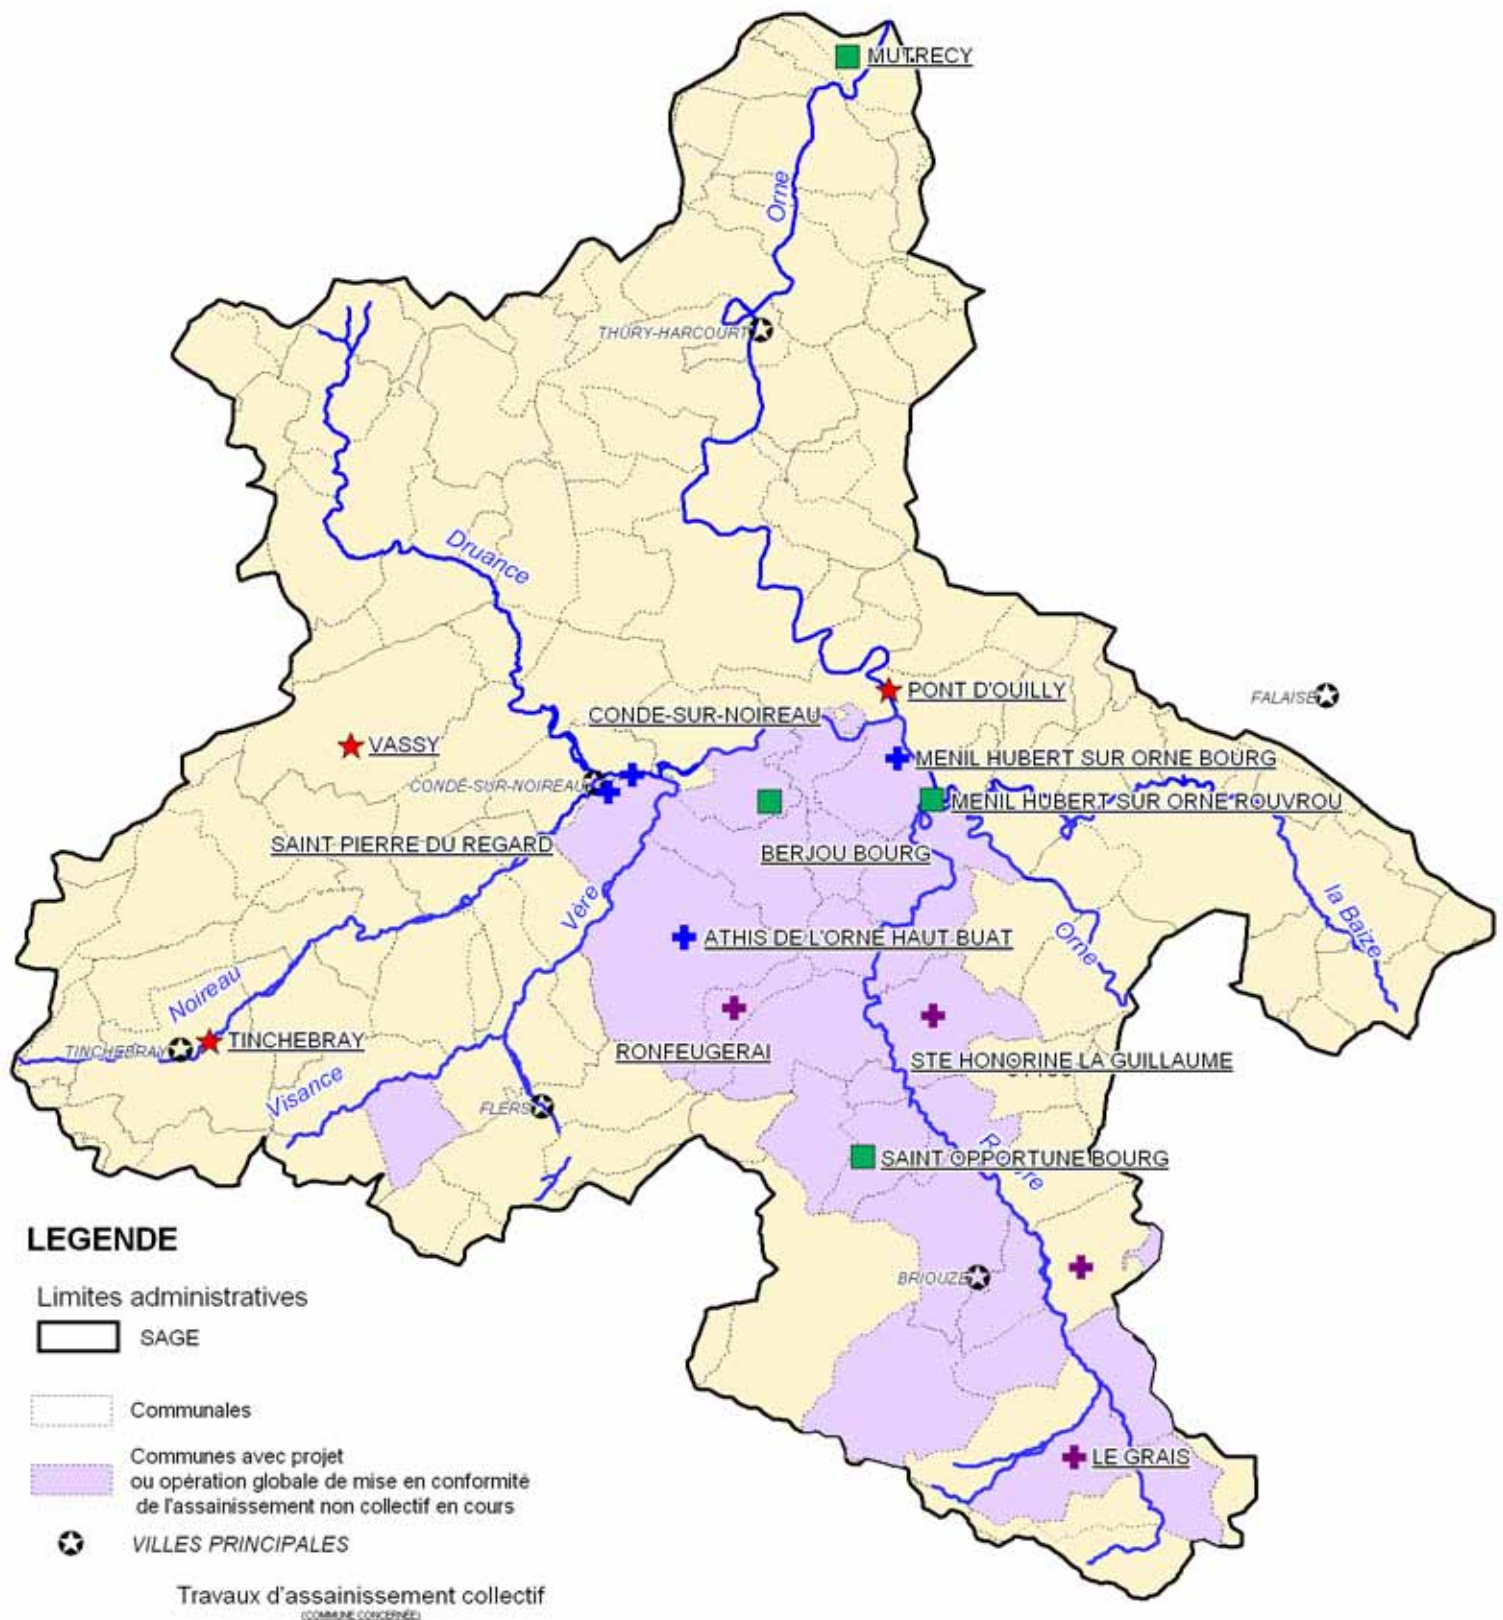 MUTRECY
Orne
THURY-HARCOURT
Druance
PONT D'OUILLY
FALAISE
CONDE-SUR-NOIREAU
VASSY
MENIL HUBERT SUR ORNE BOURG
CONDE-SUR-NOIREAU
MENIL HUBERT SUR ORNE ROUVROU
SAINT PIERRE DU REGARD
BERJOU BOURG
Vère
la Baize
ATHIS DE L'ORNE HAUT BUAT
Orne
Noireau
TINCHEBRAY
TINCHEBRAY
RONFEUGERAI
STE HONORINE LA GUILLAUME
Visance
FLERS
SAINT OPPORTUNE BOURG
BRIOUZE
LE GRAIS
LEGENDE
Limites administratives
SAGE
Communales
Communes avec projet
ou opération globale de mise en conformité
de l'assainissement non collectif en cours
VILLES PRINCIPALES
Travaux d'assainissement collectif
(COMMUNE CONCERNÉE)